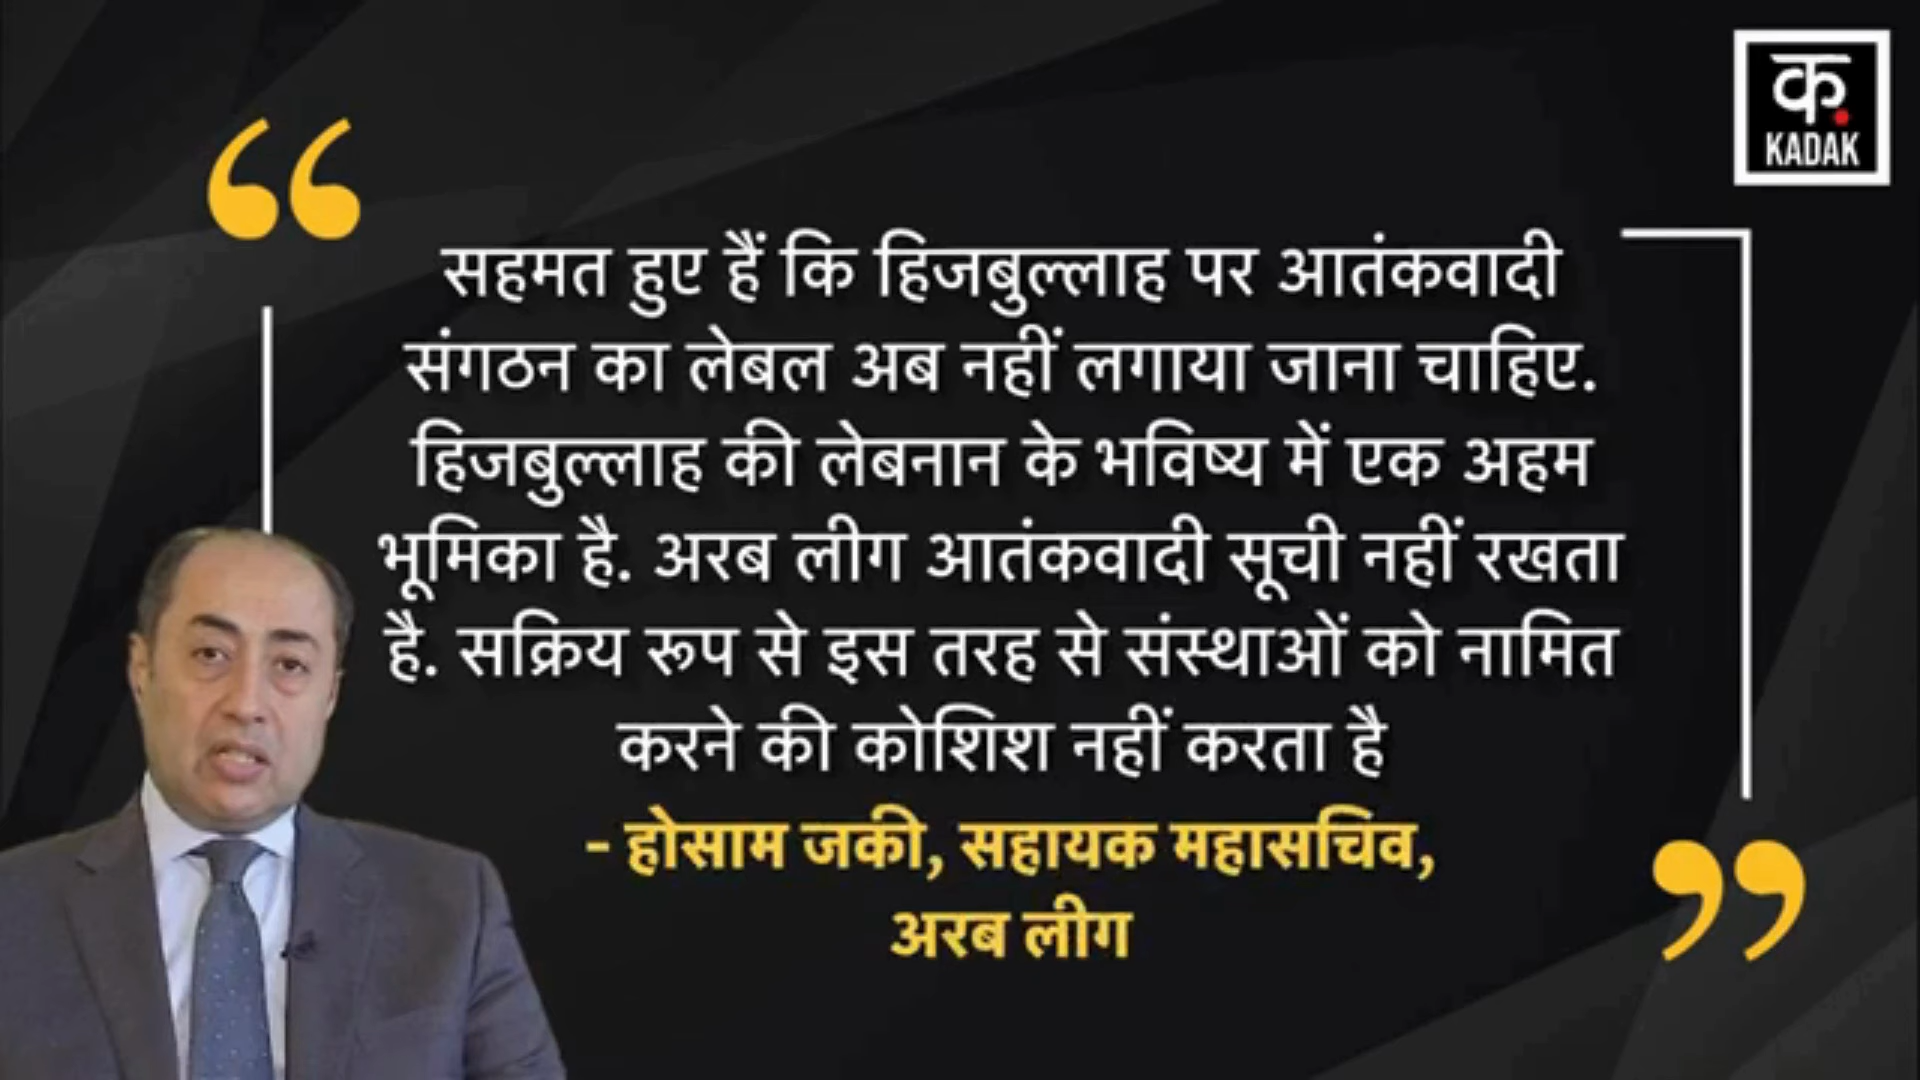 क
KADAK
सहमत हुए हैं कि हिजबुल्लाह पर आतंकवादी
संगठन का लेबल अब नहीं लगाया जाना चाहिए.
हिजबुल्लाह की लेबनान के भविष्य में एक अहम
भूमिका है. अरब लीग आतंकवादी सूची नहीं रखता
है. सक्रिय रूप से इस तरह से संस्थाओं को नामित
करने की कोशिश नहीं करता है
- होसाम जकी, सहायक महासचिव,
अरब लीग